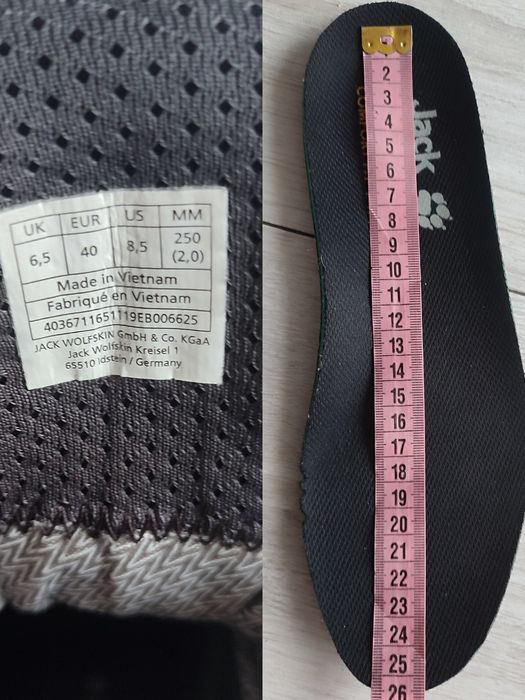 UK EUR US MM
6,5 40 8,5 250 (2,0)
Made in Vietnam
Fabriqué en Vietnam
4036711651119EB006625
JACK WOLFSKIN GmbH & Co. KGaA
Jack Wolfskin Kreisel 1
65510 Idstein / Germany
Jack
2
3
4
5
6
7
8
9
10
11
12
13
14
15
16
17
18
19
20
21
22
23
24
25
26